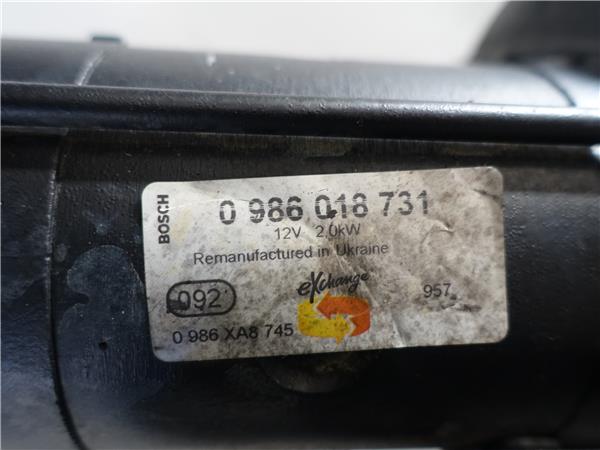 BOSCH
0 986 018 731
12V 2.0kW
Remanufactured in Ukraine
092
eXchange
957
0 986 XA8 745